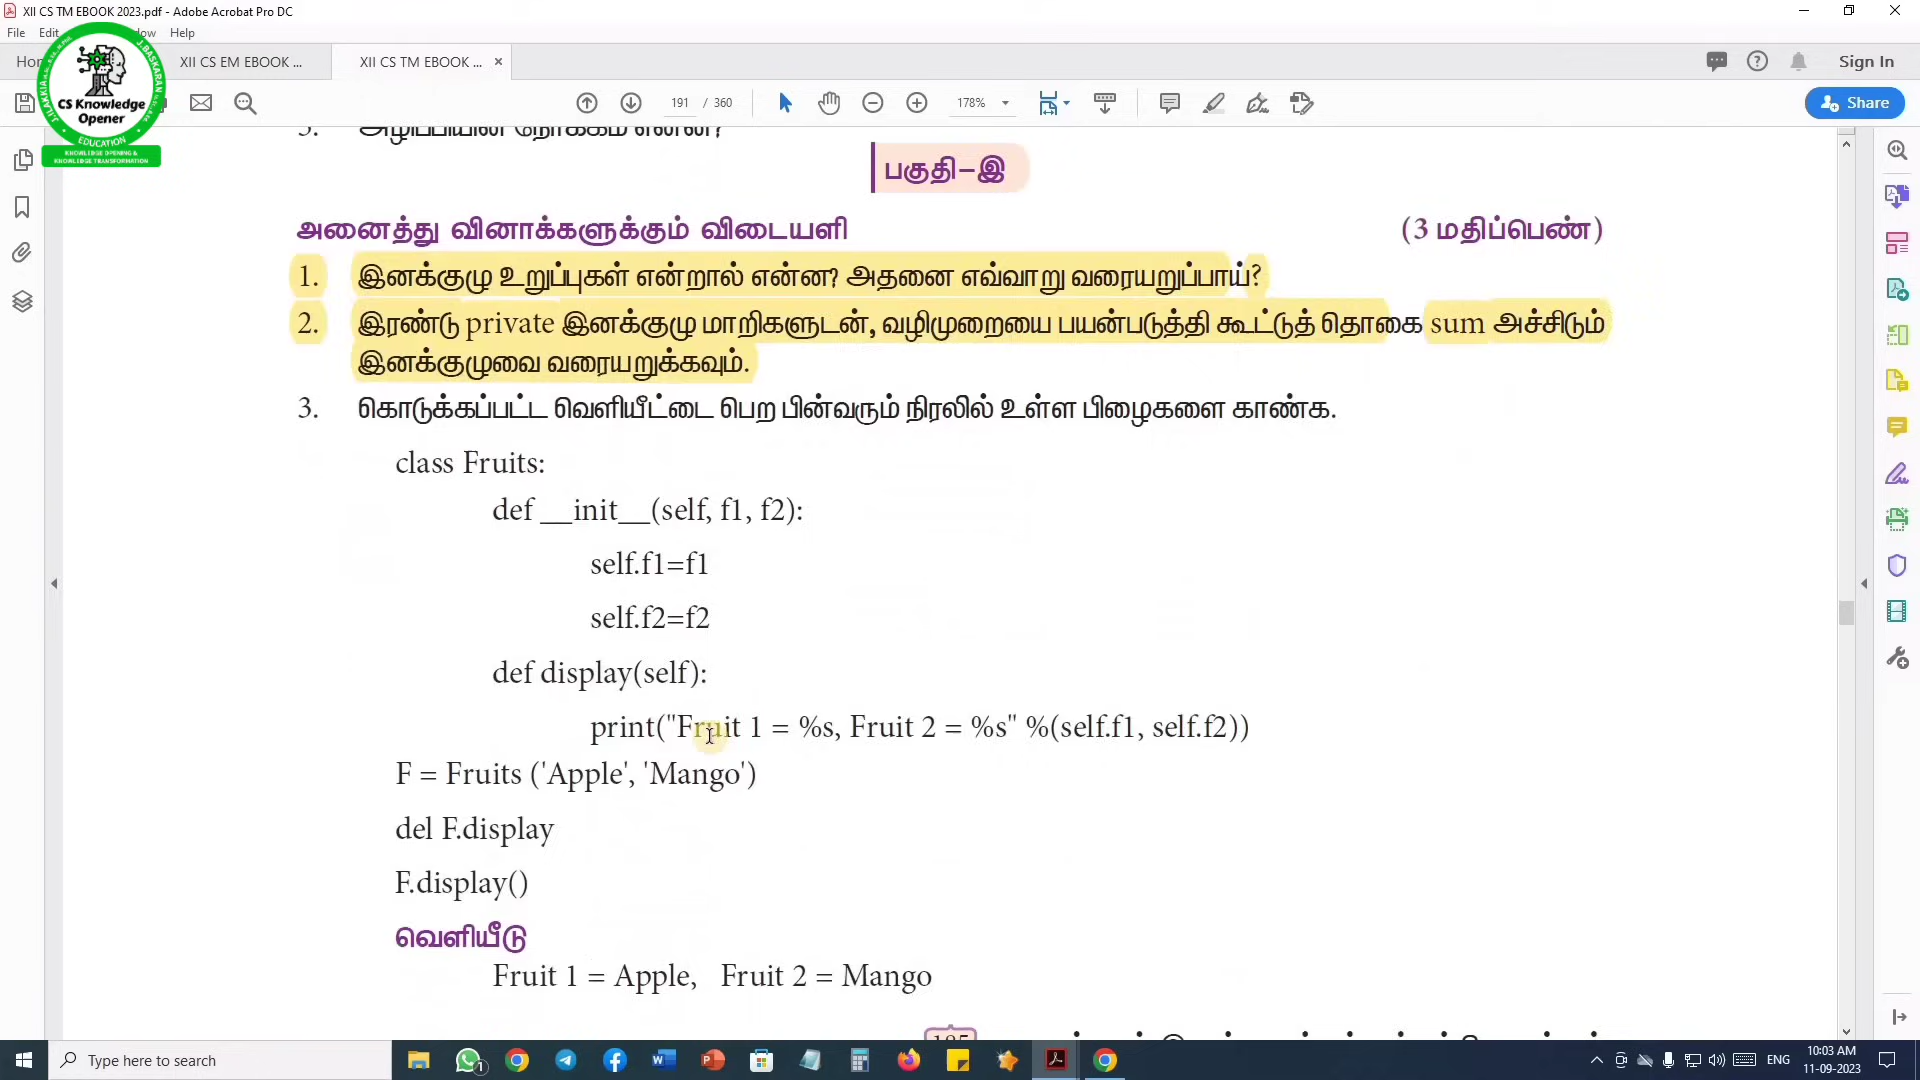 XII CS TM EBOOK 2023.pdf - Adobe Acrobat Pro DC
File Edit Help
XII CS EM EBOOK ...
XII CS TM EBOOK ...
Sign In
CS Knowledge
Opener
EDUCATION
KNOWLEDGE OPENING &
KNOWLEDGE TRANSFORMATION
191 / 360
178%
Share
பகுதி-இ
அனைத்து வினாக்களுக்கும் விடையளி (3 மதிப்பெண்)
1. இனக்குழு உறுப்புகள் என்றால் என்ன? அதனை எவ்வாறு வரையறுப்பாய்?
2. இரண்டு private இனக்குழு மாறிகளுடன், வழிமுறையை பயன்படுத்தி கூட்டுத் தொகை sum அச்சிடும்
இனக்குழுவை வரையறுக்கவும்.
3. கொடுக்கப்பட்ட வெளியீட்டை பெற பின்வரும் நிரலில் உள்ள பிழைகளை காண்க.
class Fruits:
def __init__(self, f1, f2):
self.f1=f1
self.f2=f2
def display(self):
print("Fruit 1 = %s, Fruit 2 = %s" %(self.f1, self.f2))
F = Fruits ('Apple', 'Mango')
del F.display
F.display()
வெளியீடு
Fruit 1 = Apple, Fruit 2 = Mango
Type here to search
ENG
10:03 AM
11-09-2023